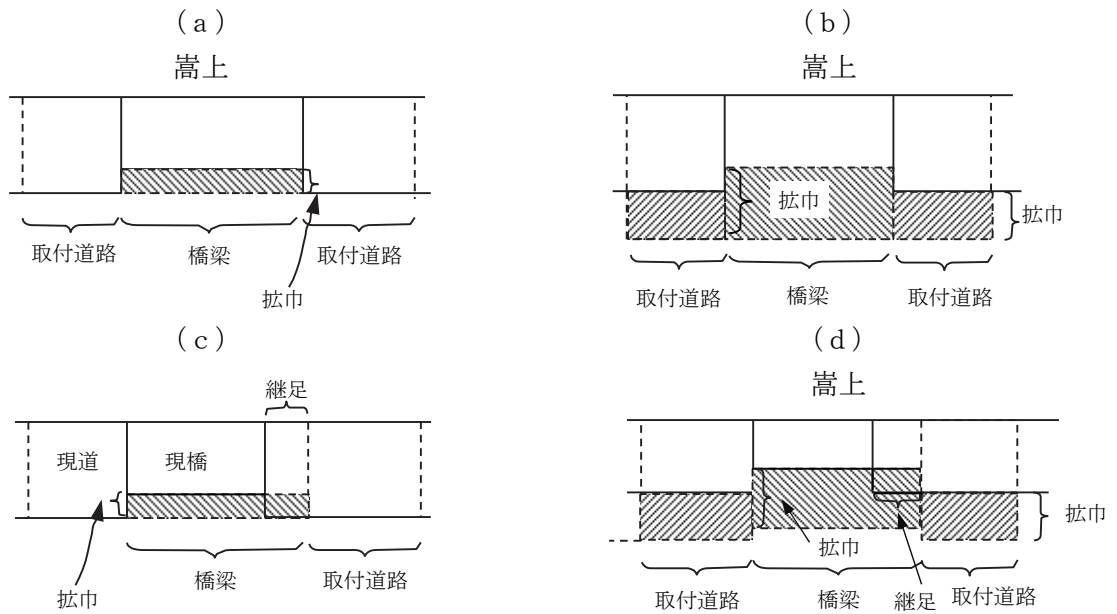 (a)
嵩上
取付道路
橋梁
取付道路
拡巾
(b)
嵩上
拡巾
拡巾
取付道路
橋梁
取付道路
(c)
継足
現道
現橋
橋梁
取付道路
拡巾
(d)
嵩上
拡巾
拡巾
取付道路
橋梁
継足
取付道路